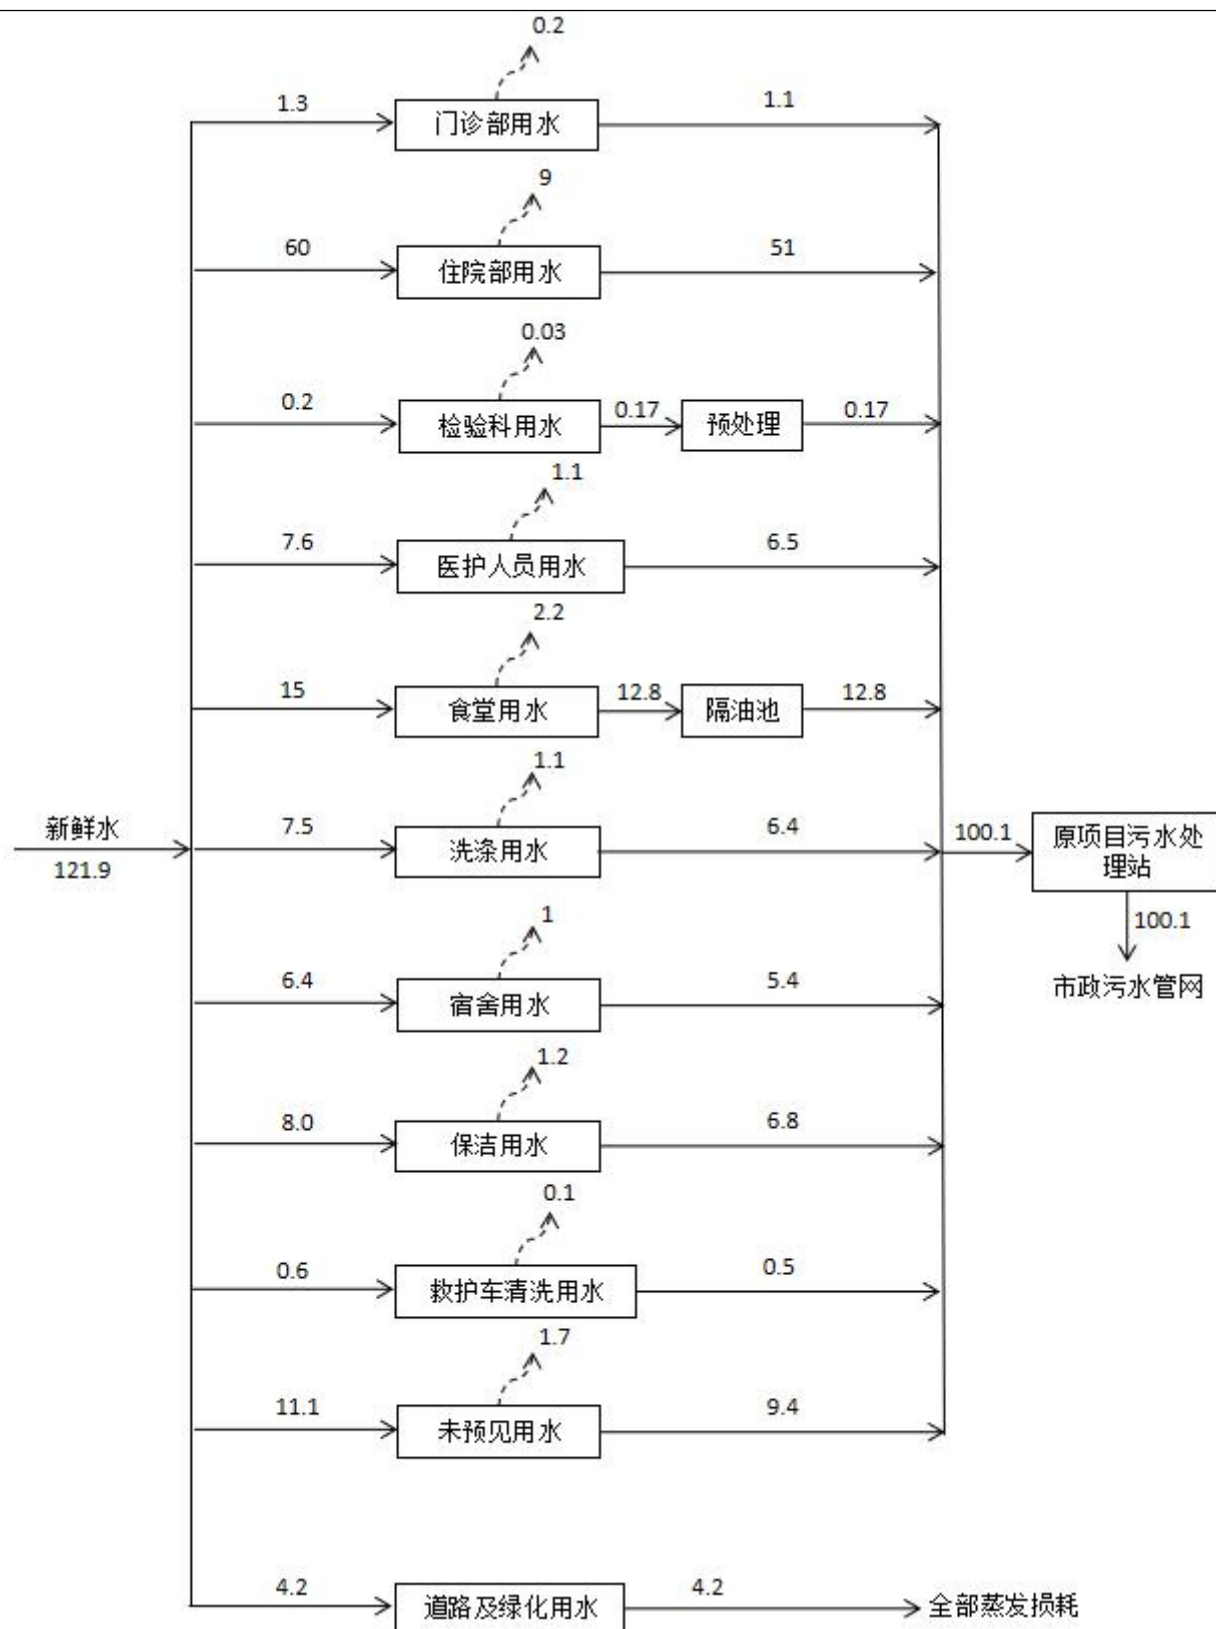 0.2
1.3
门诊部用水
1.1
9
60
住院部用水
51
0.03
0.2
检验科用水
0.17
预处理
0.17
1.1
7.6
医护人员用水
6.5
2.2
15
食堂用水
12.8
隔油池
12.8
1.1
新鲜水
121.9
7.5
洗涤用水
6.4
100.1
原项目污水处
理站
100.1
市政污水管网
1
6.4
宿舍用水
5.4
1.2
8.0
保洁用水
6.8
0.1
0.6
救护车清洗用水
0.5
1.7
11.1
未预见用水
9.4
4.2
道路及绿化用水
4.2
全部蒸发损耗